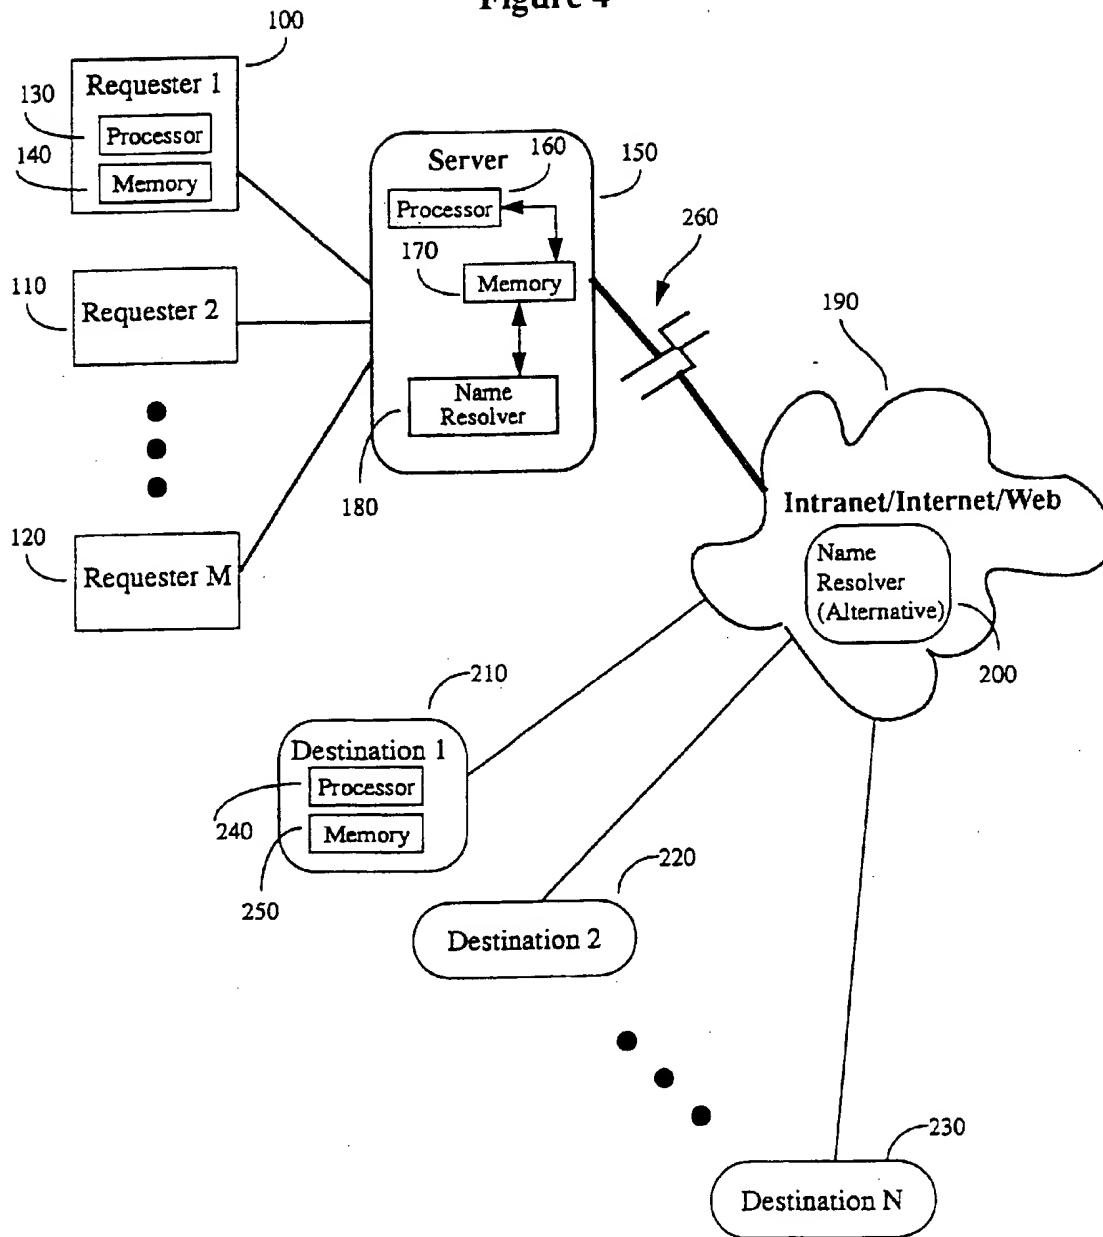 Figure 4
100
Requester 1
130
Processor
140
Memory
110
Requester 2
120
Requester M
Server
160
150
Processor
170
Memory
Name
Resolver
180
260
190
Intranet/Internet/Web
Name
Resolver
(Alternative)
200
210
Destination 1
Processor
240
Memory
250
220
Destination 2
230
Destination N